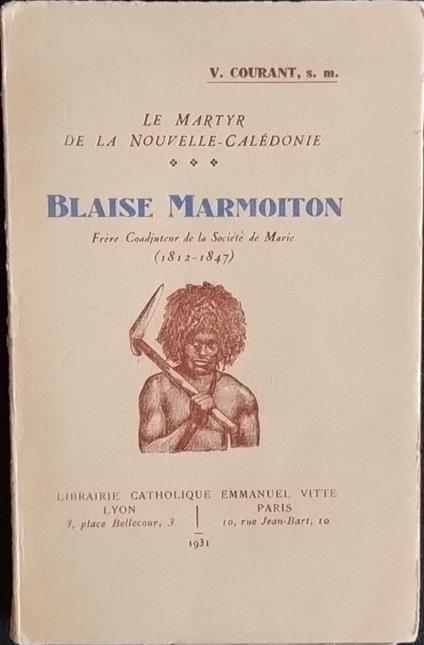 V. COURANT, s. m.
LE MARTYR
DE LA NOUVELLE-CALÉDONIE
BLAISE MARMOITON
Frère Coadjuteur de la Société de Marie
(1812-1847)
LIBRAIRIE CATHOLIQUE EMMANUEL VITTE
LYON PARIS
3, place Bellecour, 3 10, rue Jean-Bart, 10
1931